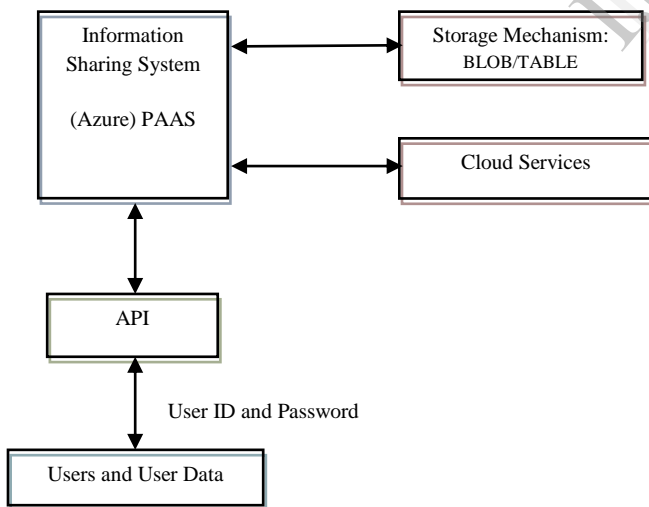 Information
Sharing System
(Azure) PAAS
Storage Mechanism:
BLOB/TABLE
Cloud Services
API
User ID and Password
Users and User Data